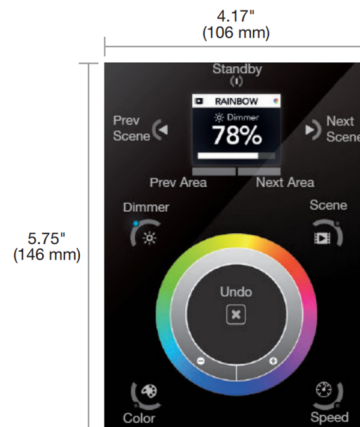 4.17"
(106 mm)
Standby
RAINBOW
Prev
Scene
Dimmer
78%
Next
Scene
Prev Area
Next Area
Dimmer
Scene
5.75"
(146 mm)
Undo
Color
Speed